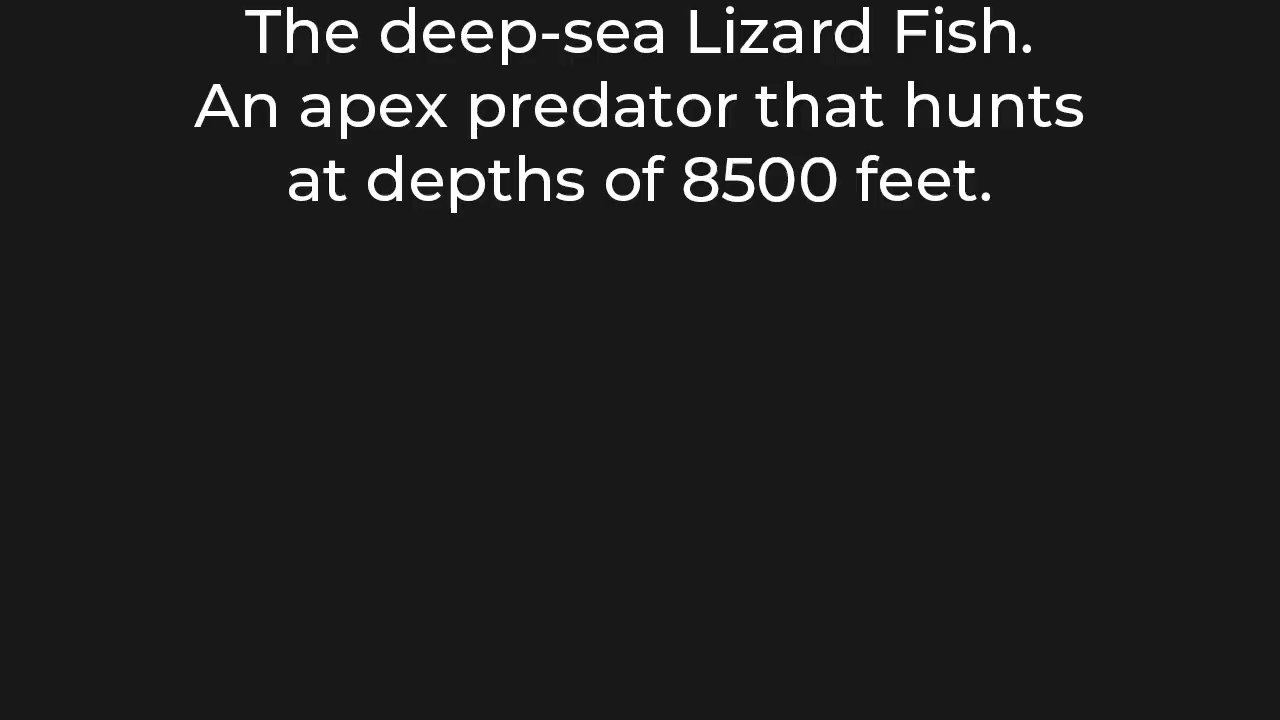 The deep-sea Lizard Fish.
An apex predator that hunts
at depths of 8500 feet.